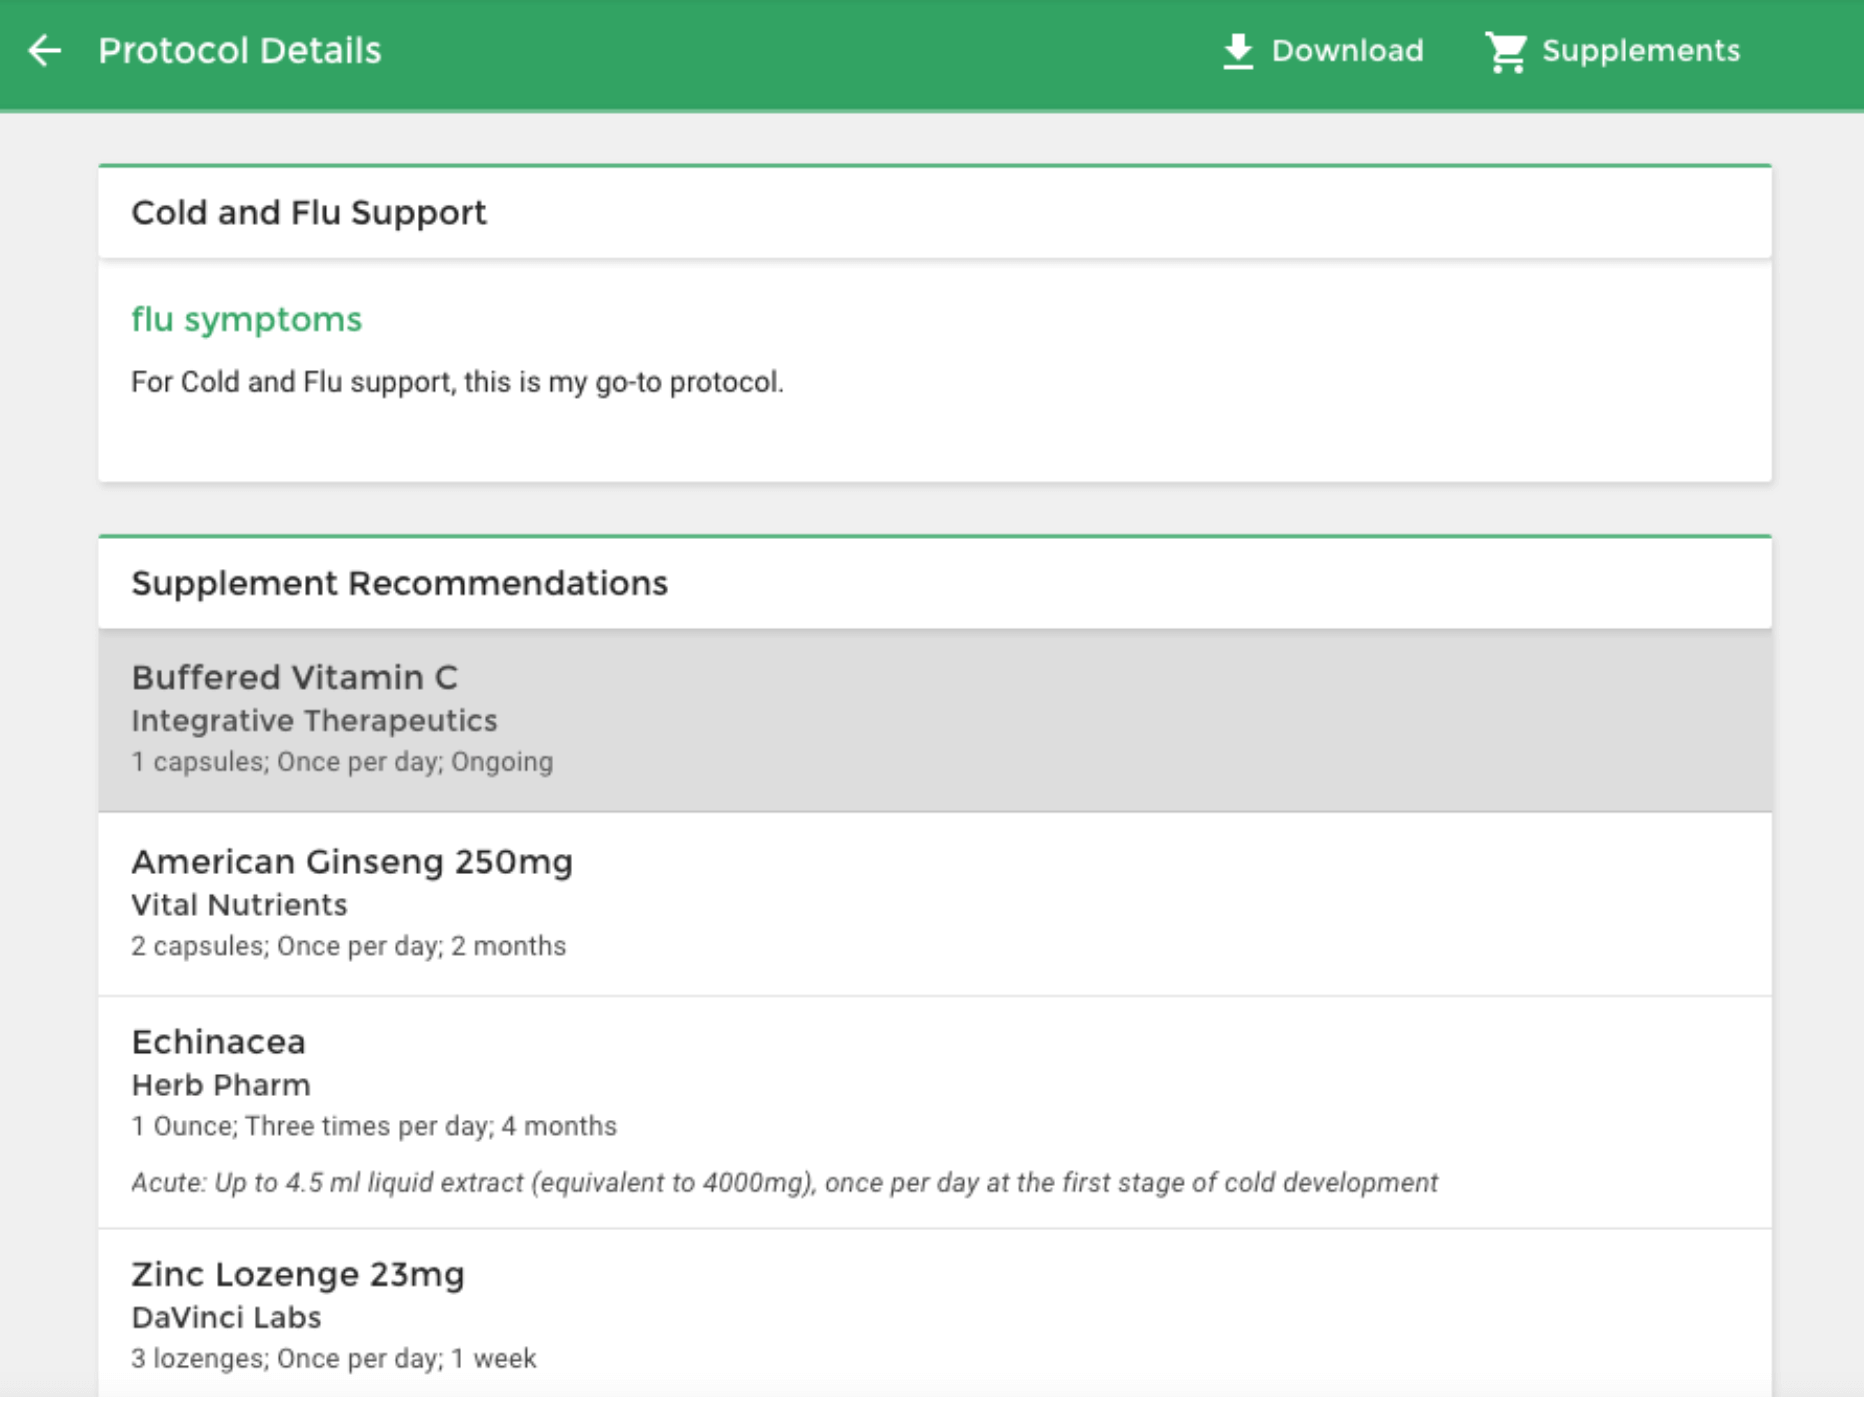 Protocol Details
Download
Supplements
Cold and Flu Support
flu symptoms
For Cold and Flu support, this is my go-to protocol.
Supplement Recommendations
Buffered Vitamin C
Integrative Therapeutics
1 capsules; Once per day; Ongoing
American Ginseng 250mg
Vital Nutrients
2 capsules; Once per day; 2 months
Echinacea
Herb Pharm
1 Ounce; Three times per day; 4 months
Acute: Up to 4.5 ml liquid extract (equivalent to 4000mg), once per day at the first stage of cold development
Zinc Lozenge 23mg
DaVinci Labs
3 lozenges; Once per day; 1 week